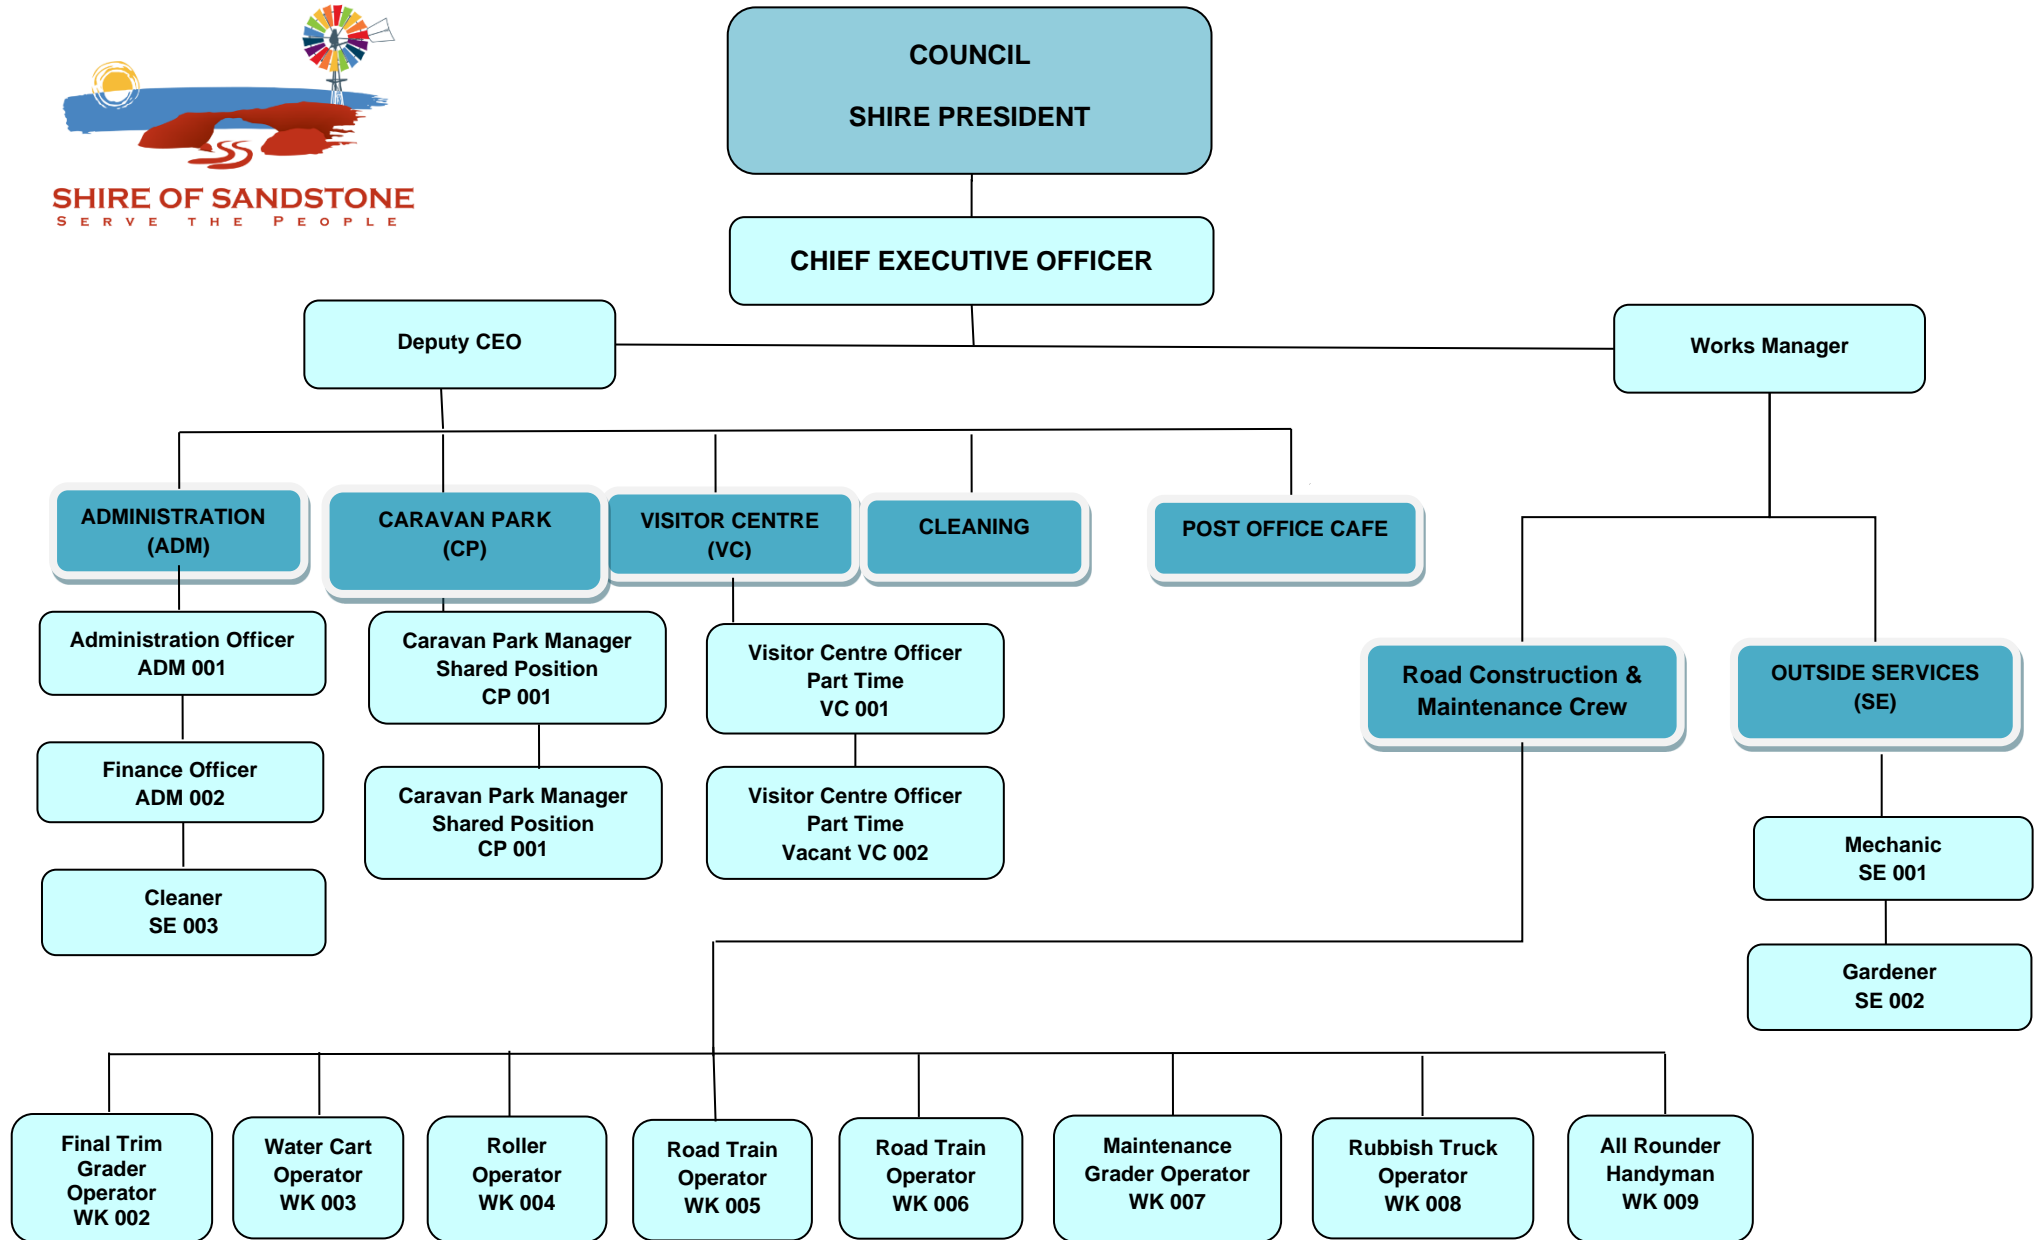 SHIRE OF SANDSTONE
SERVE THE PEOPLE
COUNCIL
SHIRE PRESIDENT
CHIEF EXECUTIVE OFFICER
Deputy CEO
Works Manager
ADMINISTRATION
(ADM)
CARAVAN PARK
(CP)
VISITOR CENTRE
(VC)
CLEANING
POST OFFICE CAFE
Administration Officer
ADM 001
Caravan Park Manager
Shared Position
CP 001
Visitor Centre Officer
Part Time
VC 001
Road Construction &
Maintenance Crew
OUTSIDE SERVICES
(SE)
Finance Officer
ADM 002
Caravan Park Manager
Shared Position
CP 001
Visitor Centre Officer
Part Time
Vacant VC 002
Mechanic
SE 001
Cleaner
SE 003
Gardener
SE 002
Final Trim
Grader
Operator
WK 002
Water Cart
Operator
WK 003
Roller
Operator
WK 004
Road Train
Operator
WK 005
Road Train
Operator
WK 006
Maintenance
Grader Operator
WK 007
Rubbish Truck
Operator
WK 008
All Rounder
Handyman
WK 009